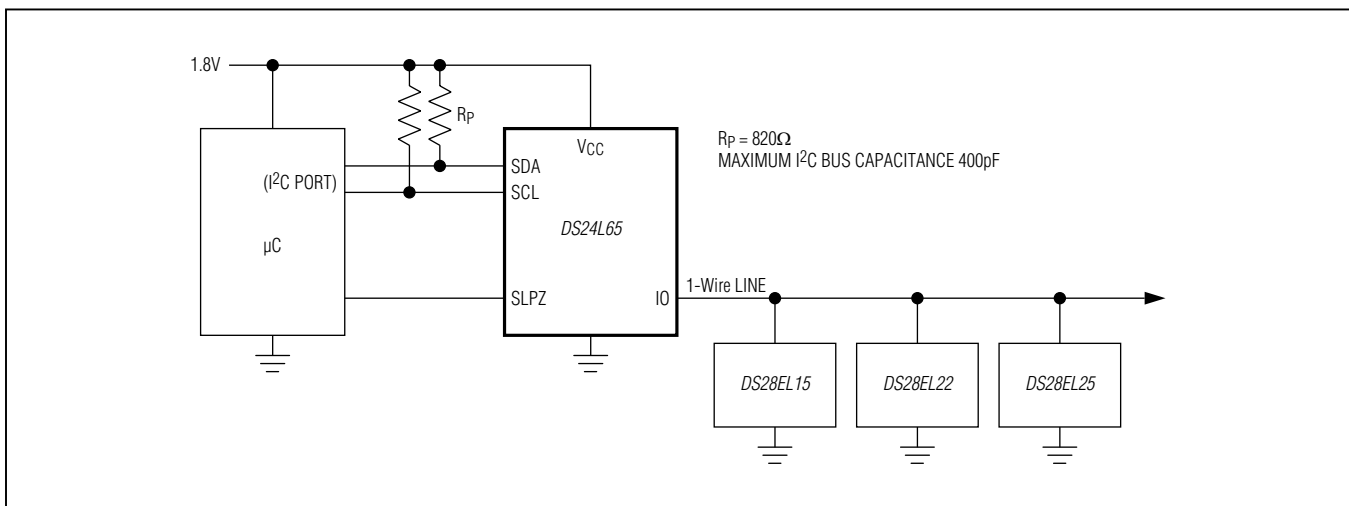 1.8V
RP
VCC
RP = 820Ω
MAXIMUM I2C BUS CAPACITANCE 400pF
SDA
(I2C PORT)
SCL
DS24L65
µC
1-Wire LINE
SLPZ
IO
DS28EL15
DS28EL22
DS28EL25